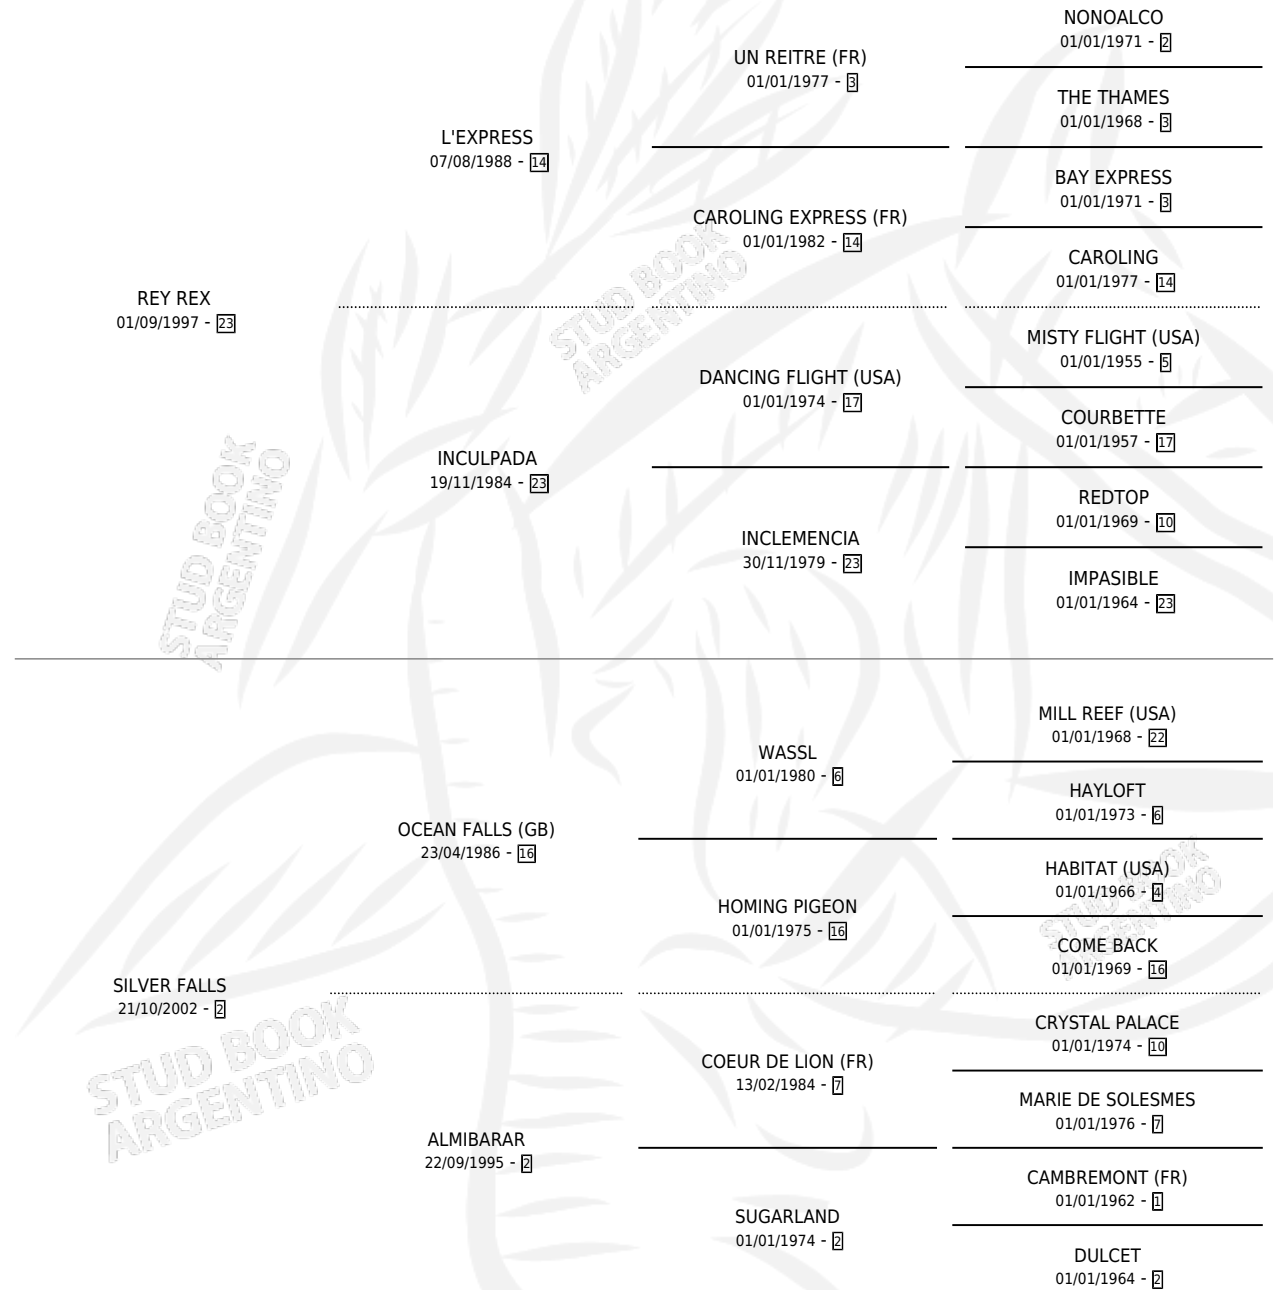 NONOALCO
01/01/1971 - 2
UN REITRE (FR)
01/01/1977 - 3
THE THAMES
01/01/1968 - 3
L'EXPRESS
07/08/1988 - 14
BAY EXPRESS
01/01/1971 - 3
CAROLING EXPRESS (FR)
01/01/1982 - 14
CAROLING
01/01/1977 - 14
REY REX
01/09/1997 - 23
MISTY FLIGHT (USA)
01/01/1955 - 5
DANCING FLIGHT (USA)
01/01/1974 - 17
COURBETTE
01/01/1957 - 17
INCULPADA
19/11/1984 - 23
REDTOP
01/01/1969 - 10
INCLEMENCIA
30/11/1979 - 23
IMPASIBLE
01/01/1964 - 23
MILL REEF (USA)
01/01/1968 - 22
WASSL
01/01/1980 - 6
HAYLOFT
01/01/1973 - 6
OCEAN FALLS (GB)
23/04/1986 - 16
HABITAT (USA)
01/01/1966 - 4
HOMING PIGEON
01/01/1975 - 16
COME BACK
01/01/1969 - 16
SILVER FALLS
21/10/2002 - 2
CRYSTAL PALACE
01/01/1974 - 10
COEUR DE LION (FR)
13/02/1984 - 7
MARIE DE SOLESMES
01/01/1976 - 7
ALMIBARAR
22/09/1995 - 2
CAMBREMONT (FR)
01/01/1962 - 1
SUGARLAND
01/01/1974 - 2
DULCET
01/01/1964 - 2
STUD BOOK
ARGENTINO
STUD BOOK
ARGENTINO
STUD BOOK
ARGENTINO
STUD BOOK
ARGENTINO